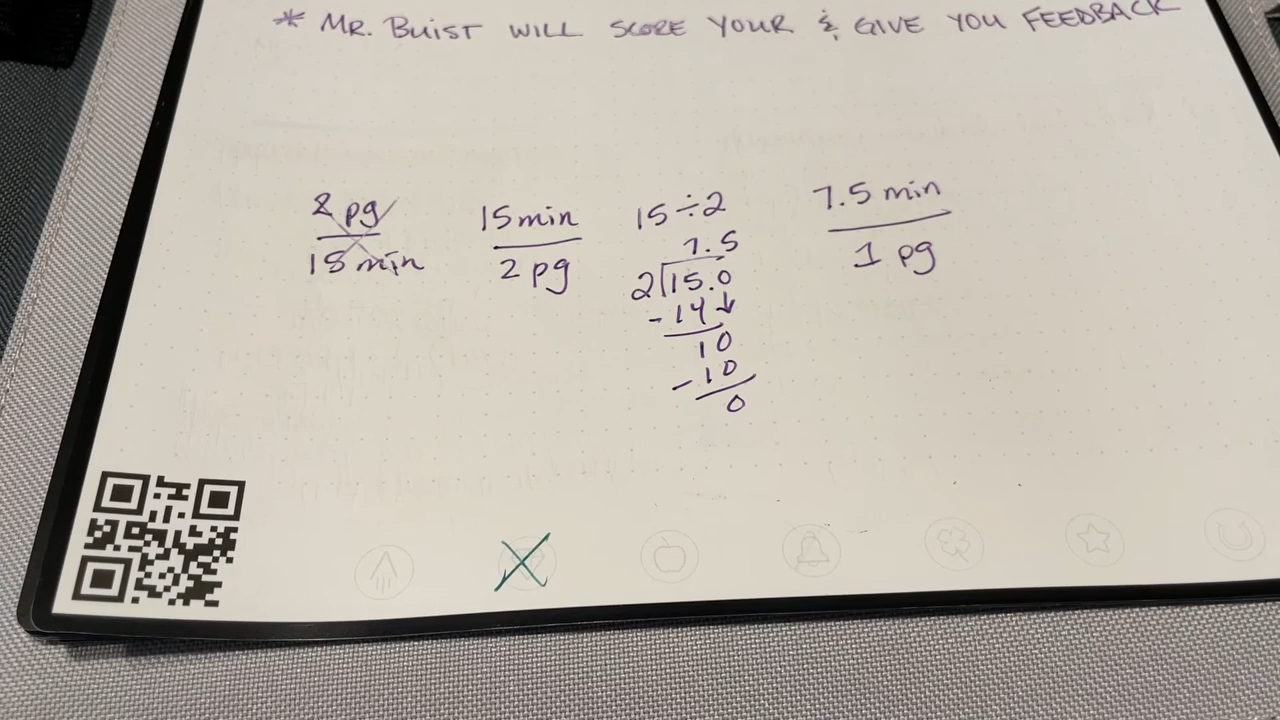 * MR. BUIST WILL SCORE YOUR & GIVE YOU FEEDBACK
2 pg
15 min
15 min
2 pg
15 ÷ 2
7.5
2 15.0
- 14 ↓
10
- 10
0
7.5 min
1 pg